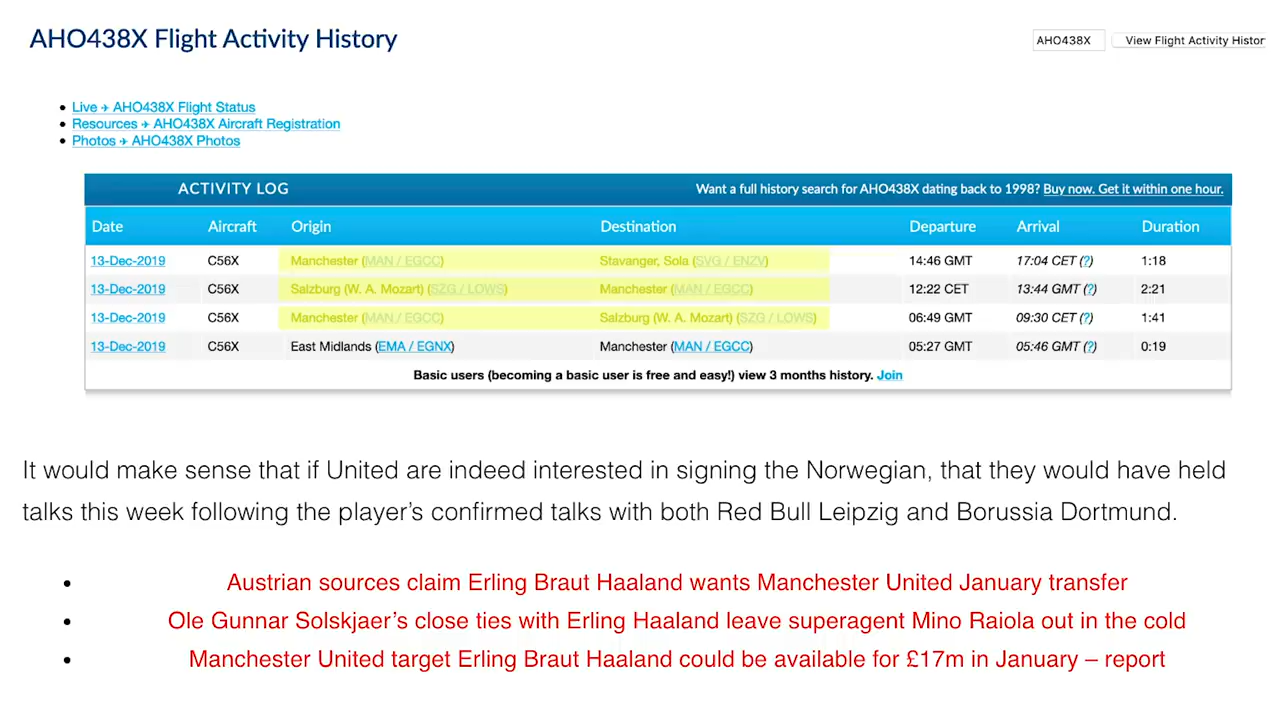 AHO438X Flight Activity History
AHO438X View Flight Activity Histor
Live ✈ AHO438X Flight Status
Resources ✈ AHO438X Aircraft Registration
Photos ✈ AHO438X Photos
ACTIVITY LOG Want a full history search for AHO438X dating back to 1998? Buy now. Get it within one hour.
Date Aircraft Origin Destination Departure Arrival Duration
13-Dec-2019 C56X Manchester (MAN / EGCC) Stavanger, Sola (SVG / ENZV) 14:46 GMT 17:04 CET (?) 1:18
13-Dec-2019 C56X Salzburg (W. A. Mozart) (SZG / LOWS) Manchester (MAN / EGCC) 12:22 CET 13:44 GMT (?) 2:21
13-Dec-2019 C56X Manchester (MAN / EGCC) Salzburg (W. A. Mozart) (SZG / LOWS) 06:49 GMT 09:30 CET (?) 1:41
13-Dec-2019 C56X East Midlands (EMA / EGNX) Manchester (MAN / EGCC) 05:27 GMT 05:46 GMT (?) 0:19
Basic users (becoming a basic user is free and easy!) view 3 months history. Join
It would make sense that if United are indeed interested in signing the Norwegian, that they would have held
talks this week following the player’s confirmed talks with both Red Bull Leipzig and Borussia Dortmund.
• Austrian sources claim Erling Braut Haaland wants Manchester United January transfer
• Ole Gunnar Solskjaer’s close ties with Erling Haaland leave superagent Mino Raiola out in the cold
• Manchester United target Erling Braut Haaland could be available for £17m in January – report